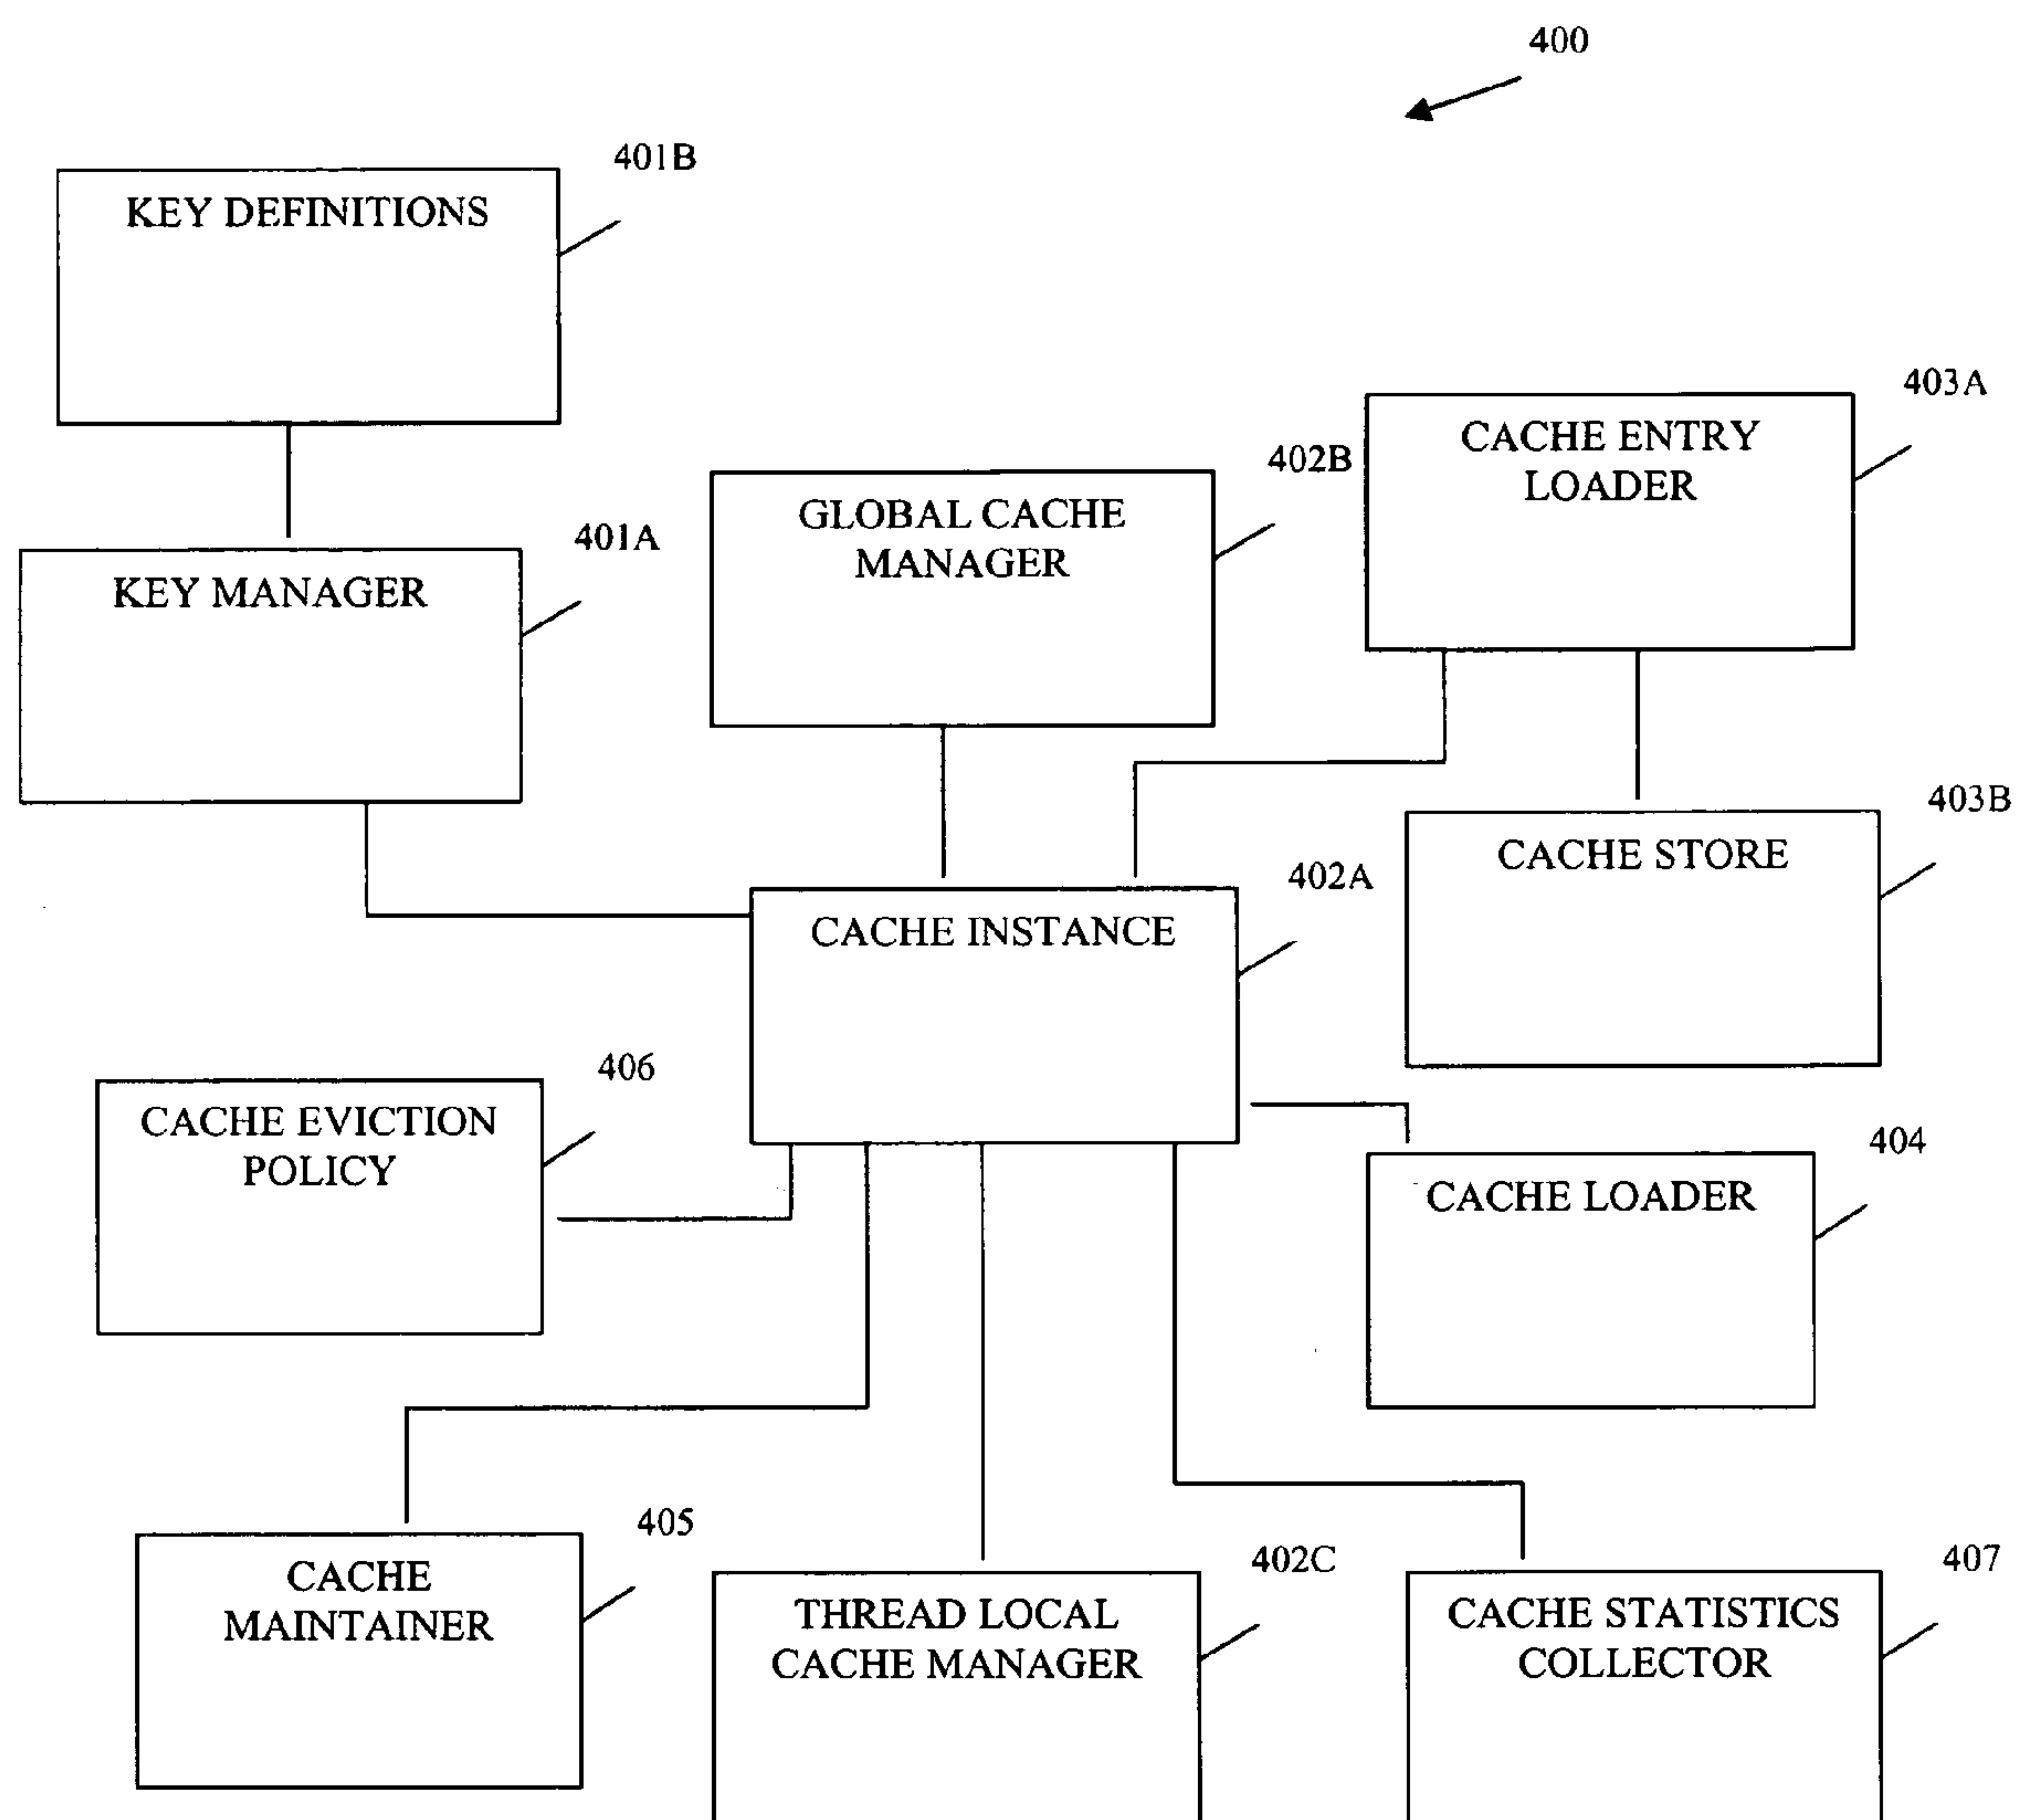 400
401B
KEY DEFINITIONS
403A
CACHE ENTRY
LOADER
402B
GLOBAL CACHE
MANAGER
401A
KEY MANAGER
403B
CACHE STORE
402A
CACHE INSTANCE
406
CACHE EVICTION
POLICY
404
CACHE LOADER
405
CACHE
MAINTAINER
402C
THREAD LOCAL
CACHE MANAGER
407
CACHE STATISTICS
COLLECTOR